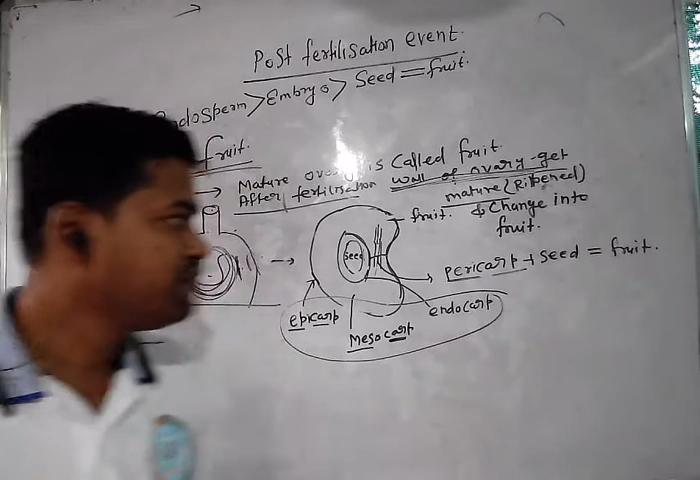 Post fertilisation event.
EndoSperm > Embryo > Seed = fruit.
fruit.
→ Mature ovary is Called fruit.
After fertilisation wall of ovary get
mature (Ripened)
& Change into
fruit.
fruit.
Seed
→ pericarp + Seed = fruit.
epicarp
Mesocarp
endocarp